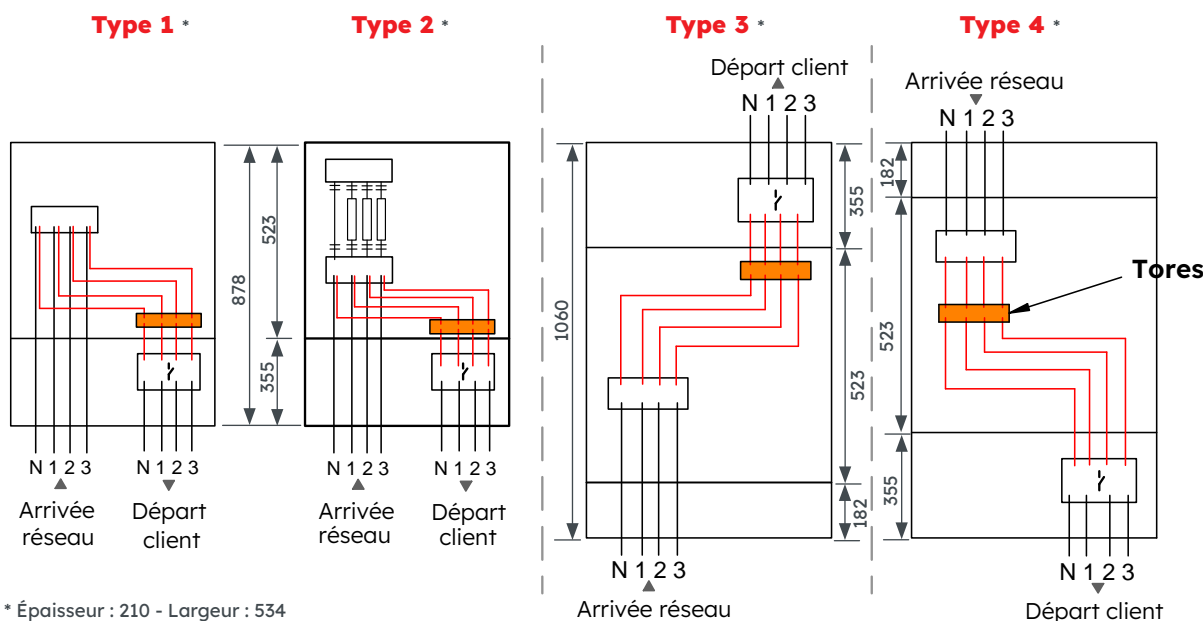 Type 1 *
Type 2 *
Type 3 *
Type 4 *
Départ client
N 1 2 3
Arrivée réseau
N 1 2 3
523
878
355
1060
355
523
182
182
523
355
Tores
N 1 2 3
Arrivée
réseau
N 1 2 3
Départ
client
N 1 2 3
Arrivée
réseau
N 1 2 3
Départ
client
N 1 2 3
Arrivée réseau
N 1 2 3
Départ client
* Épaisseur : 210 - Largeur : 534